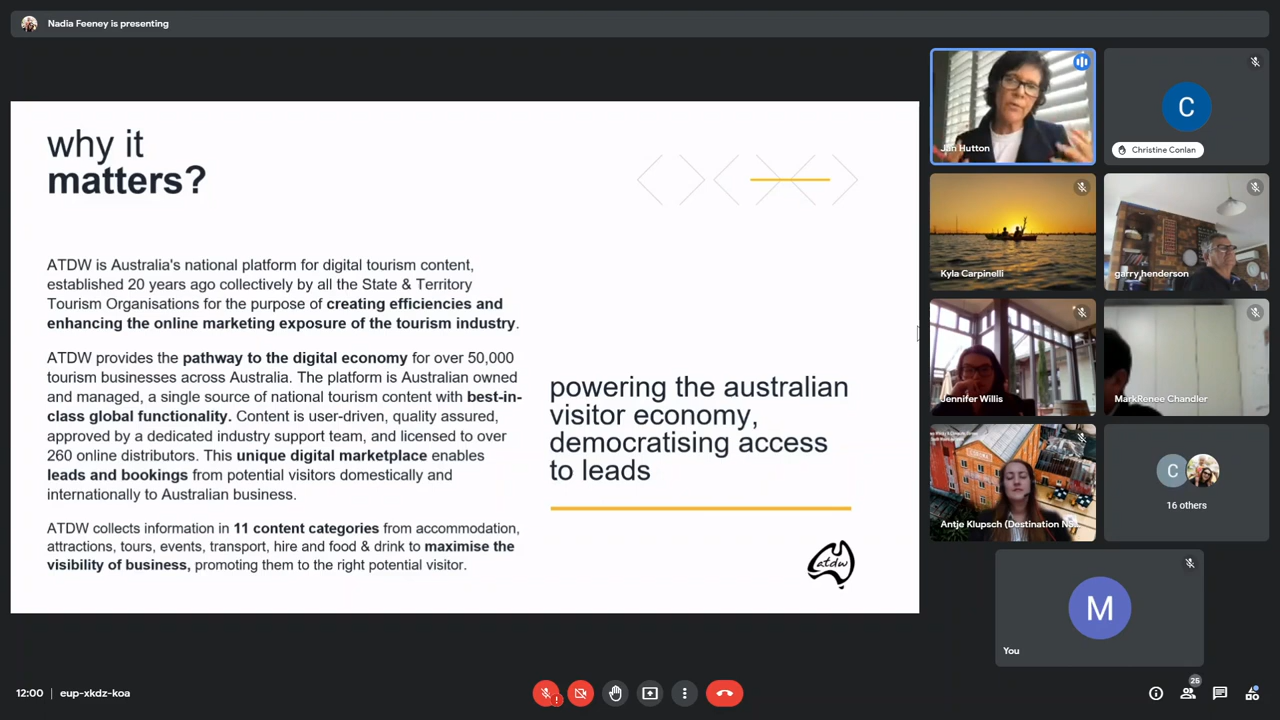 Nadia Feeney is presenting
why it
matters?
ATDW is Australia's national platform for digital tourism content,
established 20 years ago collectively by all the State & Territory
Tourism Organisations for the purpose of creating efficiencies and
enhancing the online marketing exposure of the tourism industry.
ATDW provides the pathway to the digital economy for over 50,000
tourism businesses across Australia. The platform is Australian owned
and managed, a single source of national tourism content with best-in-
class global functionality. Content is user-driven, quality assured,
approved by a dedicated industry support team, and licensed to over
260 online distributors. This unique digital marketplace enables
leads and bookings from potential visitors domestically and
internationally to Australian business.
ATDW collects information in 11 content categories from accommodation,
attractions, tours, events, transport, hire and food & drink to maximise the
visibility of business, promoting them to the right potential visitor.
powering the australian
visitor economy,
democratising access
to leads
atdw
Jan Hutton
C
Christine Conlan
Kyla Carpinelli
garry henderson
Jennifer Willis
MarkRenee Chandler
Antje Klupsch (Destination N...
C
16 others
M
You
12:00 | eup-xkdz-koa
25